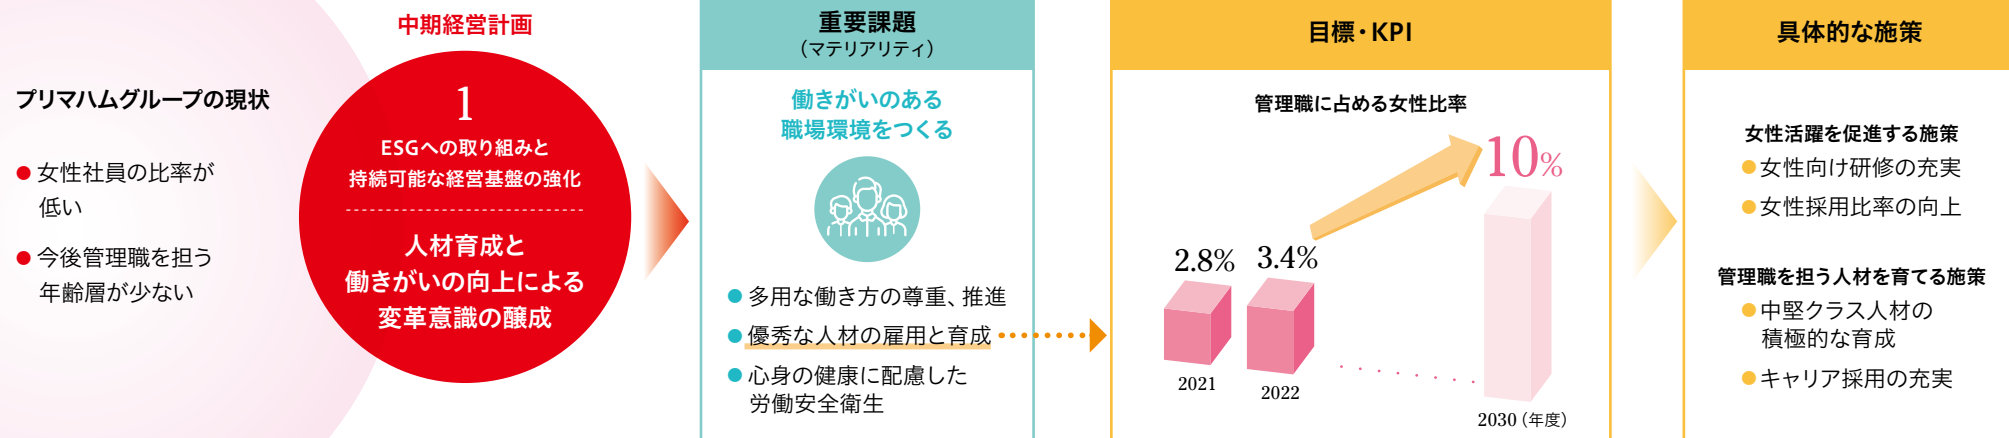 プリマハムグループの現状
● 女性社員の比率が
低い
● 今後管理職を担う
年齢層が少ない
中期経営計画
1
ESGへの取り組みと
持続可能な経営基盤の強化
人材育成と
働きがいの向上による
変革意識の醸成
重要課題
（マテリアリティ）
働きがいのある
職場環境をつくる
● 多用な働き方の尊重、推進
● 優秀な人材の雇用と育成
● 心身の健康に配慮した
労働安全衛生
目標・KPI
管理職に占める女性比率
2.8%
3.4%
10%
2021
2022
2030（年度）
具体的な施策
女性活躍を促進する施策
● 女性向け研修の充実
● 女性採用比率の向上
管理職を担う人材を育てる施策
● 中堅クラス人材の
積極的な育成
● キャリア採用の充実